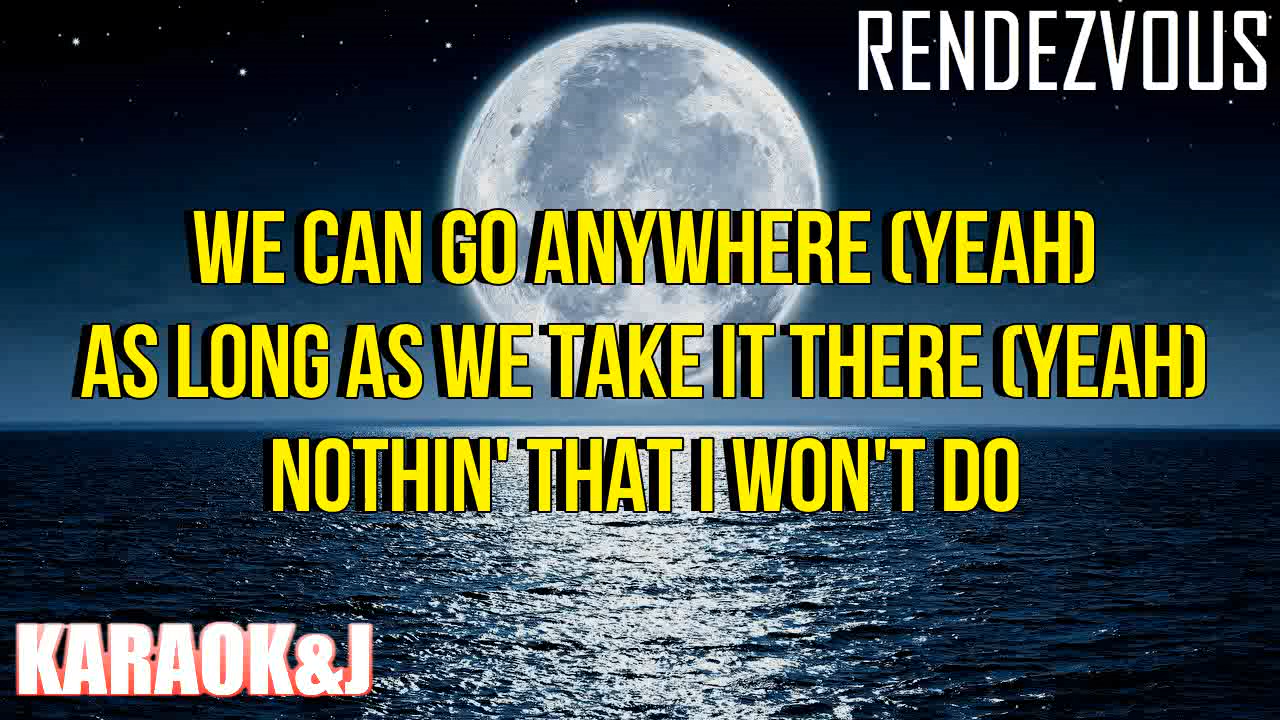 RENDEZVOUS
WE CAN GO ANYWHERE (YEAH)
AS LONG AS WE TAKE IT THERE (YEAH)
NOTHIN' THAT I WON'T DO
KARAOK&J